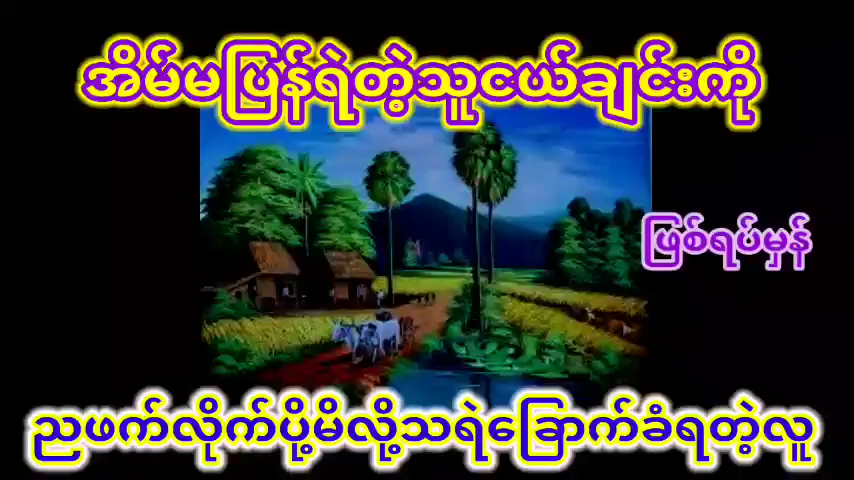 အိမ်မပြန်ရဲတဲ့သူငယ်ချင်းကို
ဖြစ်ရပ်မှန်
ညဖက်လိုက်ပို့မိလို့သရဲခြောက်ခံရတဲ့လူ